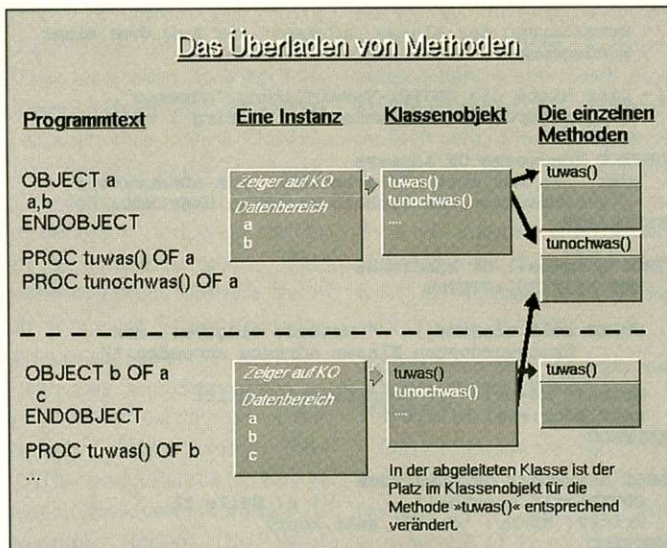 Das Überladen von Methoden
Programmtext
Eine Instanz
Klassenobjekt
Die einzelnen
Methoden
OBJECT a
a,b
ENDOBJECT
PROC tuwas() OF a
PROC tunochwas() OF a
Zeiger auf KO
Datenbereich
a
b
tuwas()
tunochwas()
....
tuwas()
tunochwas()
OBJECT b OF a
c
ENDOBJECT
PROC tuwas() OF b
...
Zeiger auf KO
Datenbereich
a
b
c
tuwas()
tunochwas()
....
tuwas()
In der abgeleiteten Klasse ist der
Platz im Klassenobjekt für die
Methode »tuwas()« entsprechend
verändert.